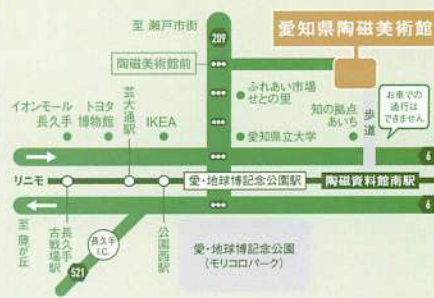 至 瀬戸市街
209
愛知県陶磁美術館
陶磁美術館前
イオンモール
長久手
トヨタ
博物館
芸大通駅
IKEA
ふれあい市場
せとの里
愛知県立大学
知の拠点
あいち
歩道
お車での
通行は
できません
6
リニモ
愛・地球博記念公園駅
陶磁資料館南駅
6
至 藤が丘
長久手
古戦場駅
長久手
I.C.
521
公園西駅
愛・地球博記念公園
(モリコロパーク)